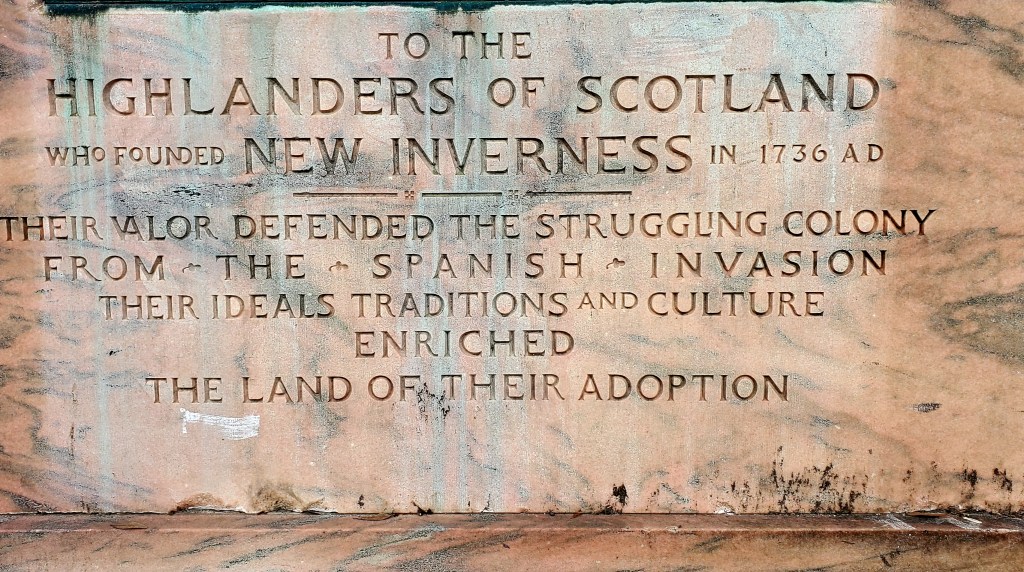 TO THE
HIGHLANDERS OF SCOTLAND
WHO FOUNDED NEW INVERNESS IN 1736 AD
THEIR VALOR DEFENDED THE STRUGGLING COLONY
FROM THE SPANISH INVASION
THEIR IDEALS TRADITIONS AND CULTURE
ENRICHED
THE LAND OF THEIR ADOPTION